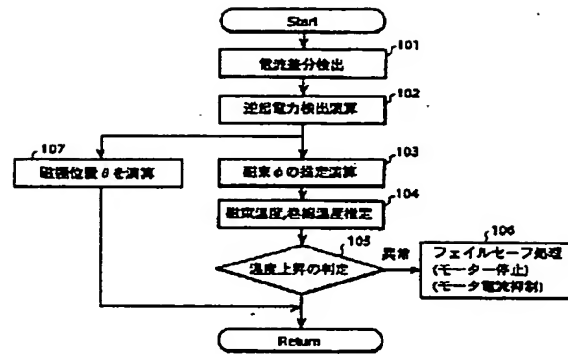 Start
101
電流差分検出
102
逆起電力検出演算
107
磁極位置θを演算
103
磁束φの推定演算
104
磁束温度,巻線温度推定
105
温度上昇の判定
異常
106
フェイルセーフ処理
(モーター停止)
(モータ電流抑制)
Return